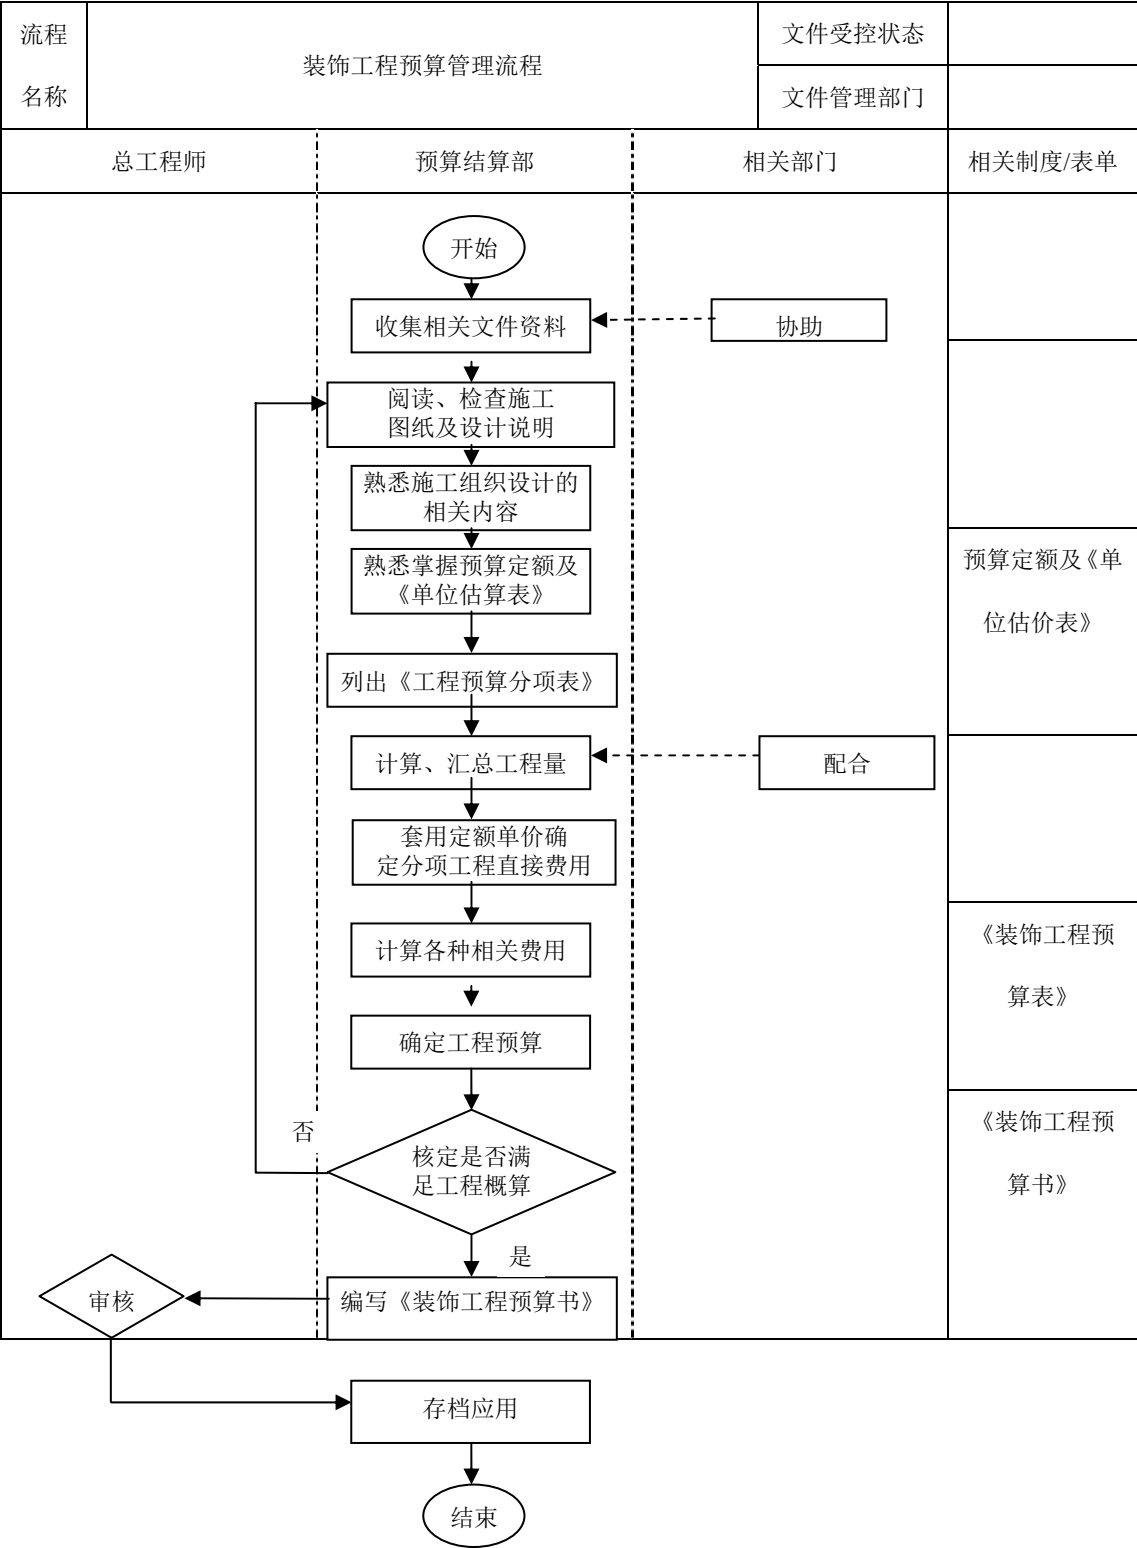 流程
名称
装饰工程预算管理流程
文件受控状态
文件管理部门
总工程师
预算结算部
相关部门
相关制度/表单
开始
收集相关文件资料
协助
阅读、检查施工
图纸及设计说明
熟悉施工组织设计的
相关内容
熟悉掌握预算定额及
《单位估算表》
预算定额及《单
位估价表》
列出《工程预算分项表》
计算、汇总工程量
配合
套用定额单价确
定分项工程直接费用
计算各种相关费用
《装饰工程预
算表》
确定工程预算
否
核定是否满
足工程概算
《装饰工程预
算书》
是
审核
编写《装饰工程预算书》
存档应用
结束